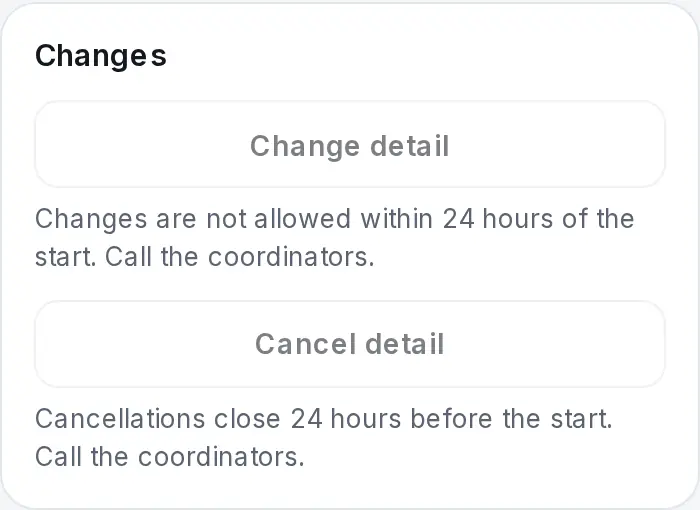 Changes
Change detail
Changes are not allowed within 24 hours of the
start. Call the coordinators.
Cancel detail
Cancellations close 24 hours before the start.
Call the coordinators.